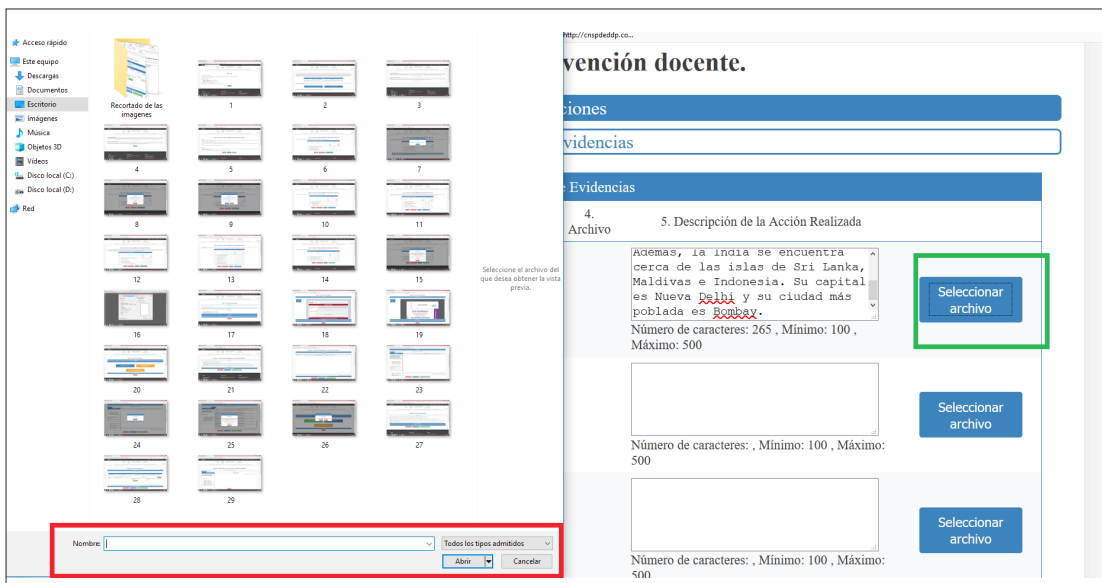 Acceso rápido
Este equipo
Descargas
Documentos
Escritorio
Imágenes
Música
Objetos 3D
Vídeos
Disco local (C:)
Disco local (D:)
Red
Recortado de las
imagenes
1
2
3
4
5
6
7
8
9
10
11
12
13
14
15
16
17
18
19
20
21
22
23
24
25
26
27
28
29
Seleccione el archivo del
que desea obtener la vista
previa.
Nombre:
Todos los tipos admitidos
Abrir
Cancelar
http://cnspdeddp.co...
vención docente.
ciones
videncias
e Evidencias
4.
Archivo
5. Descripción de la Acción Realizada
Ademas, la India se encuentra
cerca de las islas de Sri Lanka,
Maldivas e Indonesia. Su capital
es Nueva Delhi y su ciudad más
poblada es Bombay.
Número de caracteres: 265 , Mínimo: 100 ,
Máximo: 500
Seleccionar
archivo
Número de caracteres: , Mínimo: 100 , Máximo:
500
Seleccionar
archivo
Número de caracteres: , Mínimo: 100 , Máximo:
500
Seleccionar
archivo